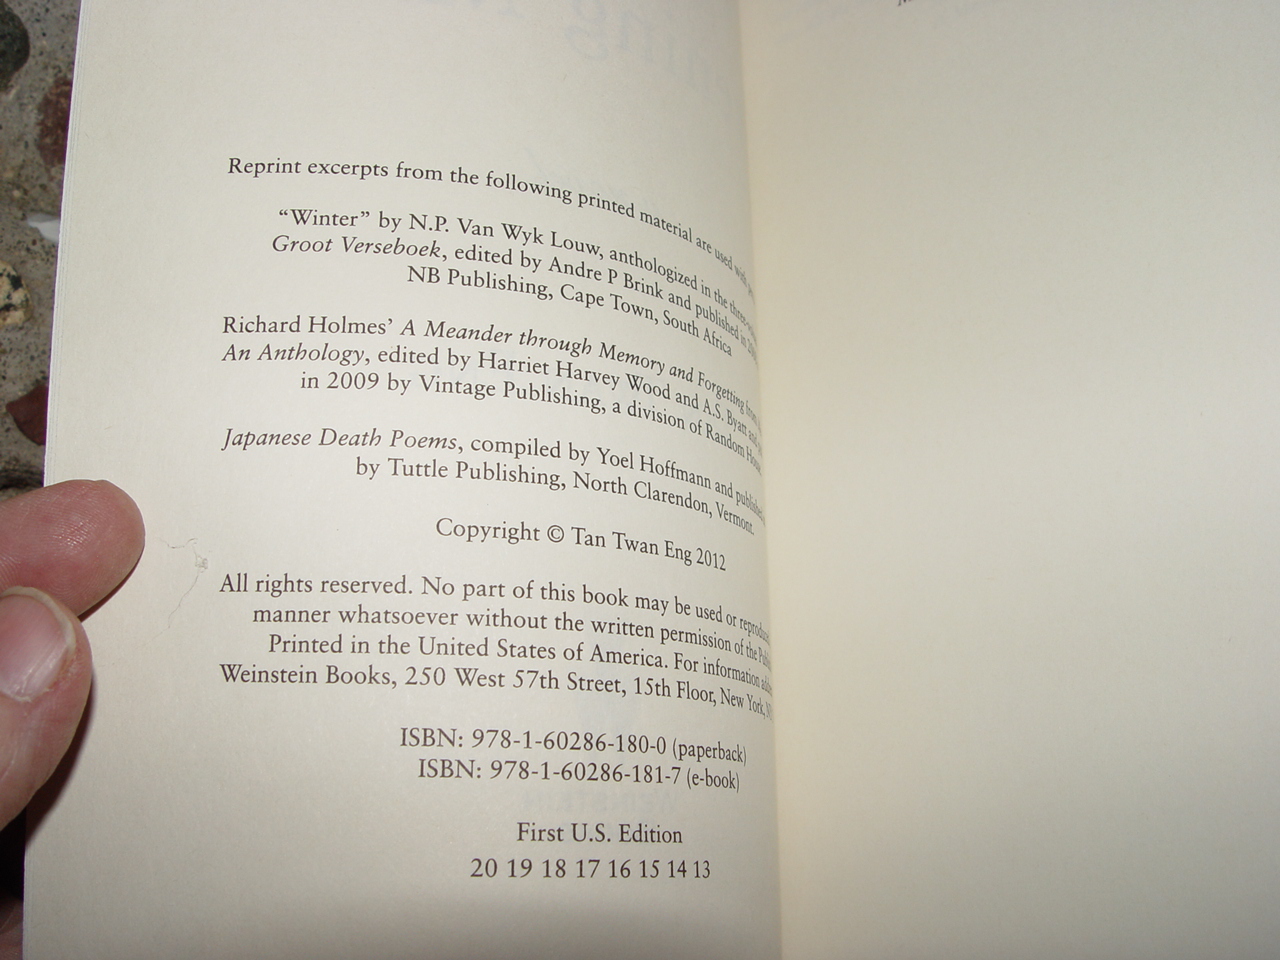 Reprint excerpts from the following printed material are used with
“Winter” by N.P. Van Wyk Louw, anthologized in the
Groot Verseboek, edited by Andre P Brink and published in
NB Publishing, Cape Town, South Africa
Richard Holmes’ A Meander through Memory and Forgetting from
An Anthology, edited by Harriet Harvey Wood and A.S. Byatt and
in 2009 by Vintage Publishing, a division of Random House
Japanese Death Poems, compiled by Yoel Hoffmann and published
by Tuttle Publishing, North Clarendon, Vermont.
Copyright © Tan Twan Eng 2012
All rights reserved. No part of this book may be used or
manner whatsoever without the written permission of the
Printed in the United States of America. For information
Weinstein Books, 250 West 57th Street, 15th Floor, New York,
ISBN: 978-1-60286-180-0 (paperback)
ISBN: 978-1-60286-181-7 (e-book)
First U.S. Edition
20 19 18 17 16 15 14 13